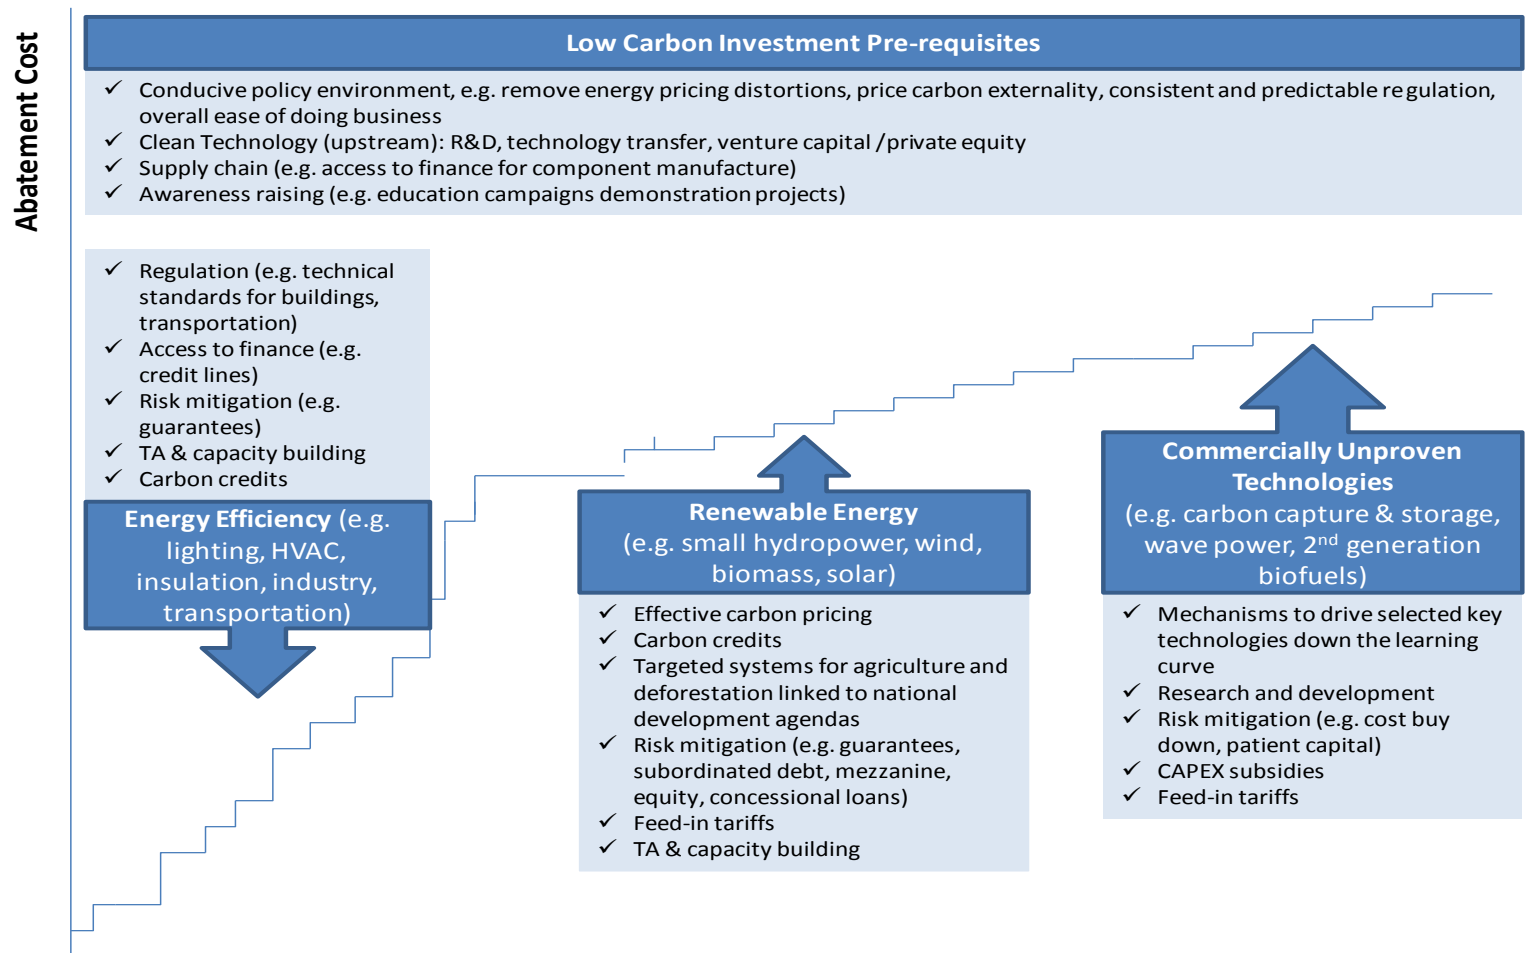 Abatement Cost
Low Carbon Investment Pre-requisites
✓ Conducive policy environment, e.g. remove energy pricing distortions, price carbon externality, consistent and predictable regulation,
overall ease of doing business
✓ Clean Technology (upstream): R&D, technology transfer, venture capital /private equity
✓ Supply chain (e.g. access to finance for component manufacture)
✓ Awareness raising (e.g. education campaigns demonstration projects)
✓ Regulation (e.g. technical
standards for buildings,
transportation)
✓ Access to finance (e.g.
credit lines)
✓ Risk mitigation (e.g.
guarantees)
✓ TA & capacity building
✓ Carbon credits
Energy Efficiency (e.g.
lighting, HVAC,
insulation, industry,
transportation)
Renewable Energy
(e.g. small hydropower, wind,
biomass, solar)
✓ Effective carbon pricing
✓ Carbon credits
✓ Targeted systems for agriculture and
deforestation linked to national
development agendas
✓ Risk mitigation (e.g. guarantees,
subordinated debt, mezzanine,
equity, concessional loans)
✓ Feed-in tariffs
✓ TA & capacity building
Commercially Unproven
Technologies
(e.g. carbon capture & storage,
wave power, 2nd generation
biofuels)
✓ Mechanisms to drive selected key
technologies down the learning
curve
✓ Research and development
✓ Risk mitigation (e.g. cost buy
down, patient capital)
✓ CAPEX subsidies
✓ Feed-in tariffs